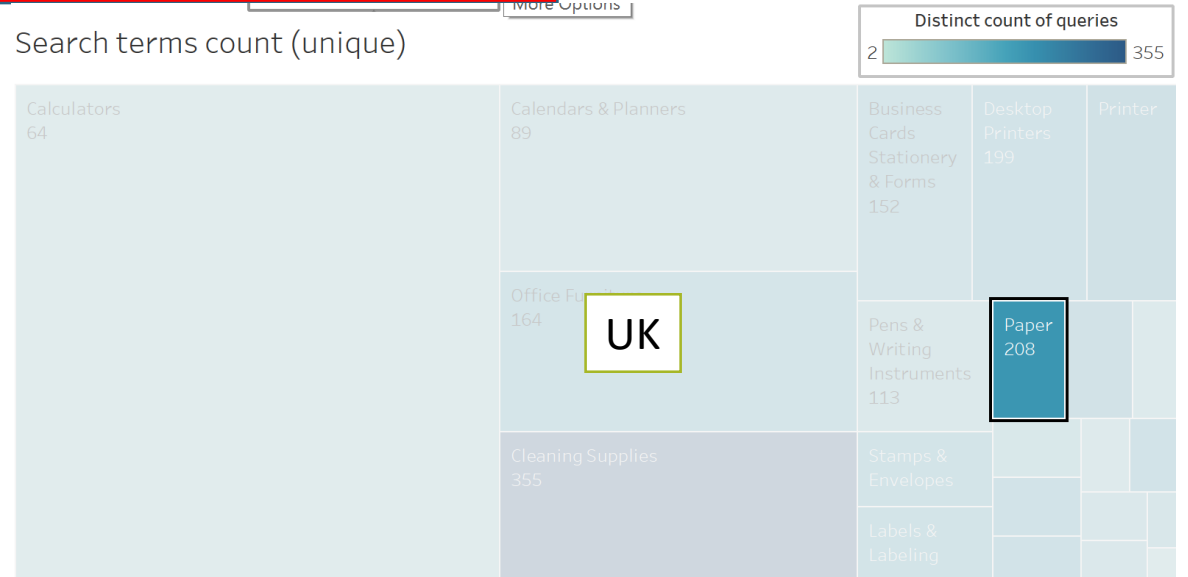 More Options
Distinct count of queries
2
355
Search terms count (unique)
Calculators
64
Calendars & Planners
89
Business
Cards
Stationery
& Forms
152
Desktop
Printers
199
Printer
Office
164
UK
Pens &
Writing
Instruments
113
Paper
208
Cleaning Supplies
355
Stamps &
Envelopes
Labels &
Labeling